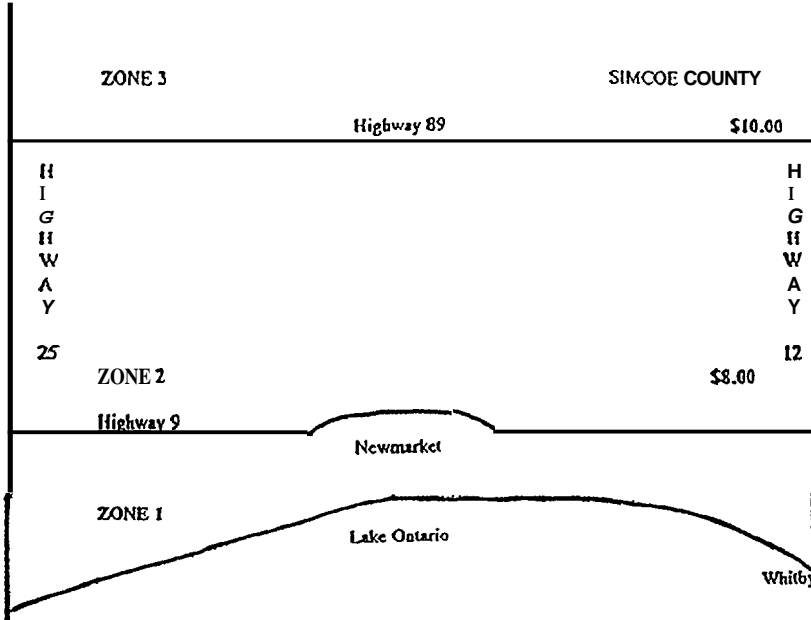 ZONE 3 SIMCOE COUNTY
Highway 89 $10.00
H H
I I
G G
H H
W W
A A
Y Y
25 12
ZONE 2 $8.00
Highway 9
Newmarket
ZONE 1
Lake Ontario
Whitby